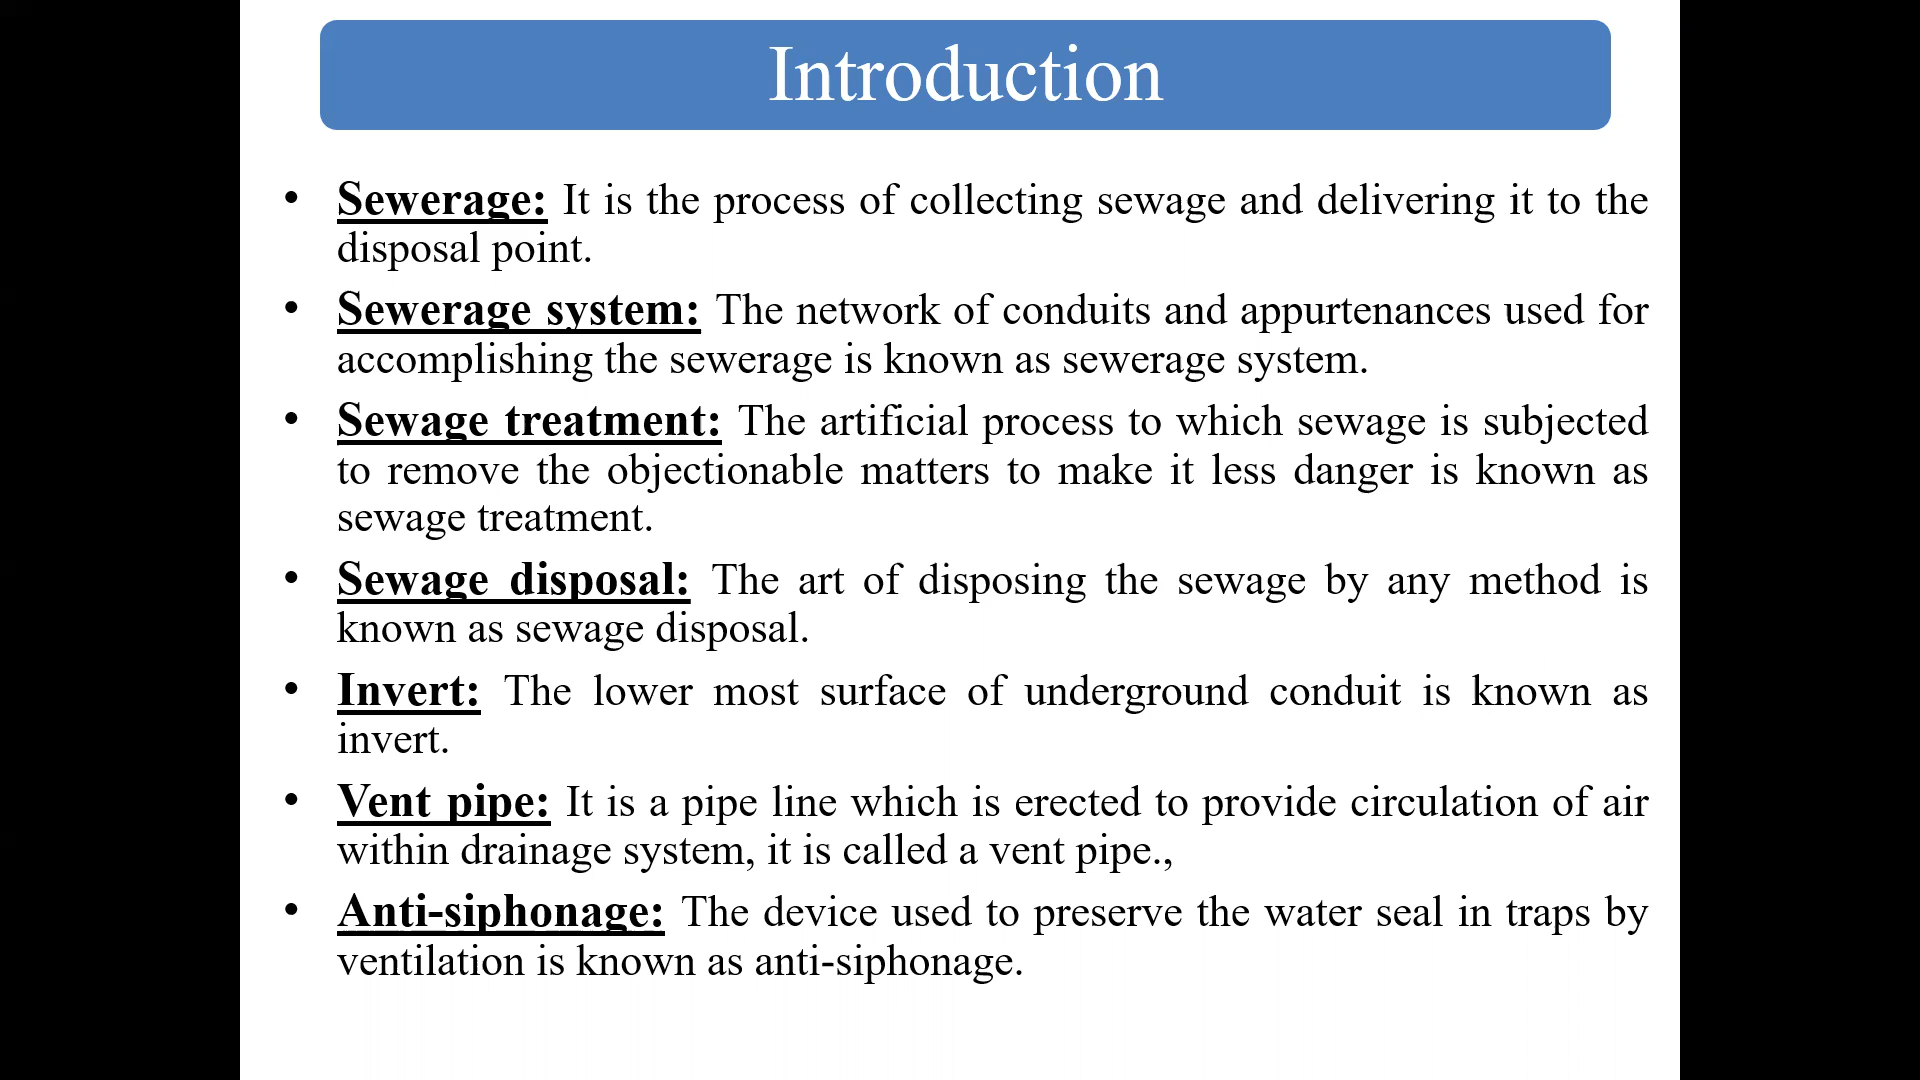 Introduction
• Sewerage: It is the process of collecting sewage and delivering it to the
disposal point.
• Sewerage system: The network of conduits and appurtenances used for
accomplishing the sewerage is known as sewerage system.
• Sewage treatment: The artificial process to which sewage is subjected
to remove the objectionable matters to make it less danger is known as
sewage treatment.
• Sewage disposal: The art of disposing the sewage by any method is
known as sewage disposal.
• Invert: The lower most surface of underground conduit is known as
invert.
• Vent pipe: It is a pipe line which is erected to provide circulation of air
within drainage system, it is called a vent pipe.,
• Anti-siphonage: The device used to preserve the water seal in traps by
ventilation is known as anti-siphonage.